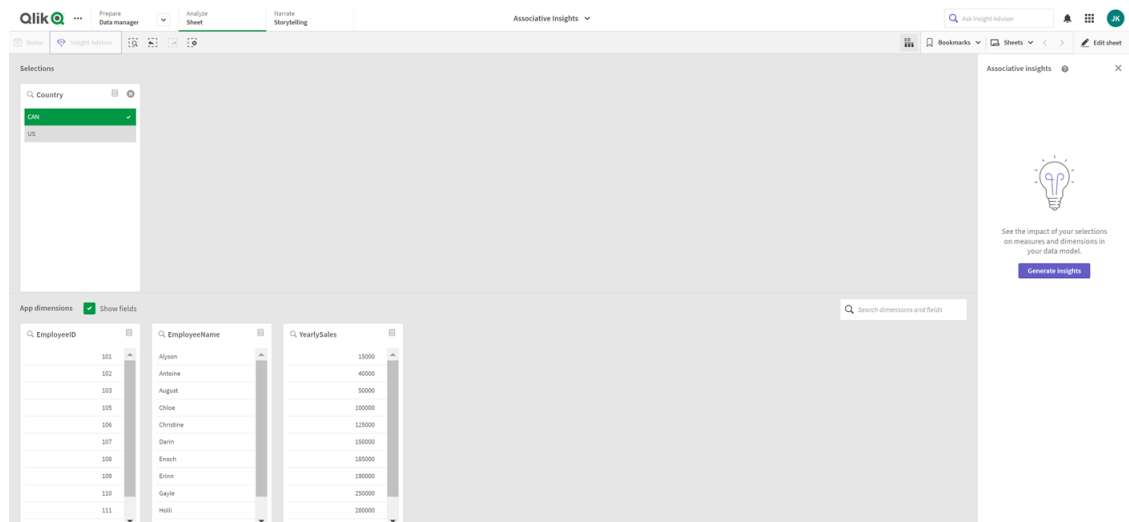 Qlik
Prepare
Data manager
Analyze
Sheet
Narrate
Storytelling
Associative Insights
Ask Insight Advisor
JK
Notes
Insight Advisor
Bookmarks
Sheets
Edit sheet
Selections
Country
CAN
US
Associative insights
See the impact of your selections
on measures and dimensions in
your data model.
Generate insights
App dimensions
Show fields
Search dimensions and fields
EmployeeID
101
102
103
105
106
107
108
109
110
111
EmployeeName
Alyson
Antoine
August
Chloe
Christine
Darin
Enoch
Erinn
Gayle
Holli
YearlySales
15000
40000
50000
100000
125000
150000
185000
190000
250000
280000